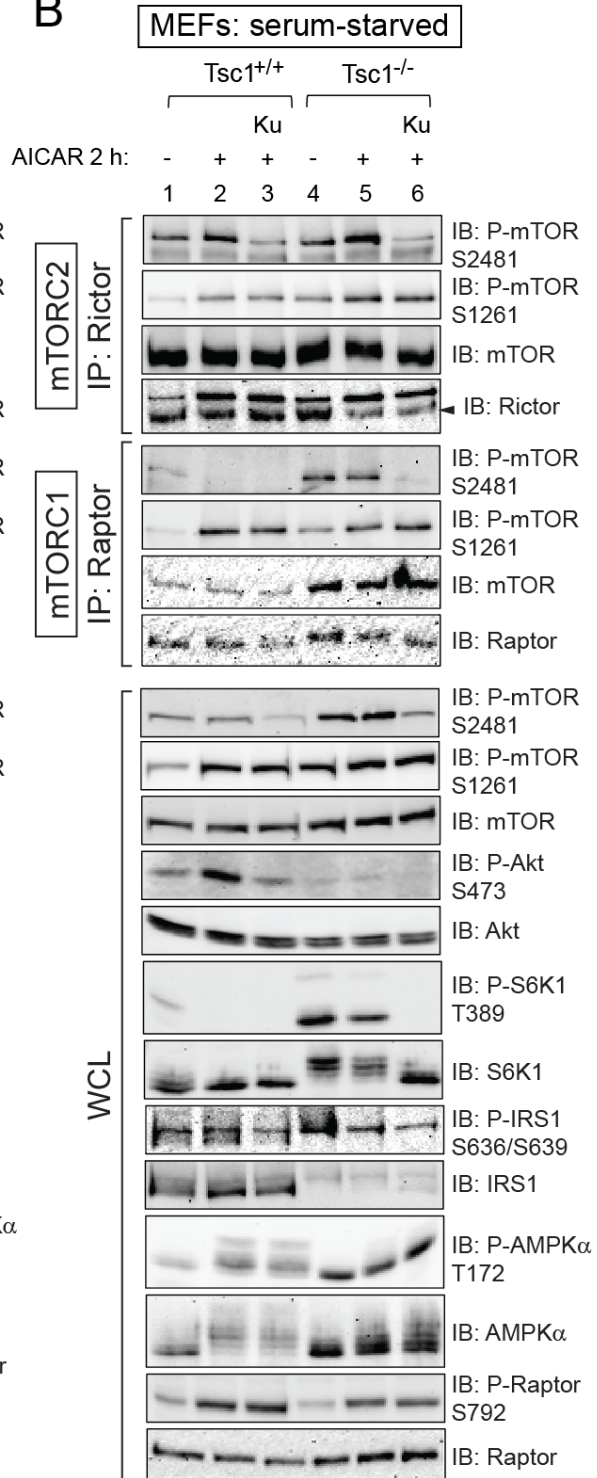 B
MEFs: serum-starved
Tsc1+/+ Tsc1-/-
Ku Ku
AICAR 2 h: - + + - + +
1 2 3 4 5 6
mTORC2
IP: Rictor
IB: P-mTOR
S2481
IB: P-mTOR
S1261
IB: mTOR
IB: Rictor
mTORC1
IP: Raptor
IB: P-mTOR
S2481
IB: P-mTOR
S1261
IB: mTOR
IB: Raptor
WCL
IB: P-mTOR
S2481
IB: P-mTOR
S1261
IB: mTOR
IB: P-Akt
S473
IB: Akt
IB: P-S6K1
T389
IB: S6K1
IB: P-IRS1
S636/S639
IB: IRS1
IB: P-AMPKα
T172
IB: AMPKα
IB: P-Raptor
S792
IB: Raptor